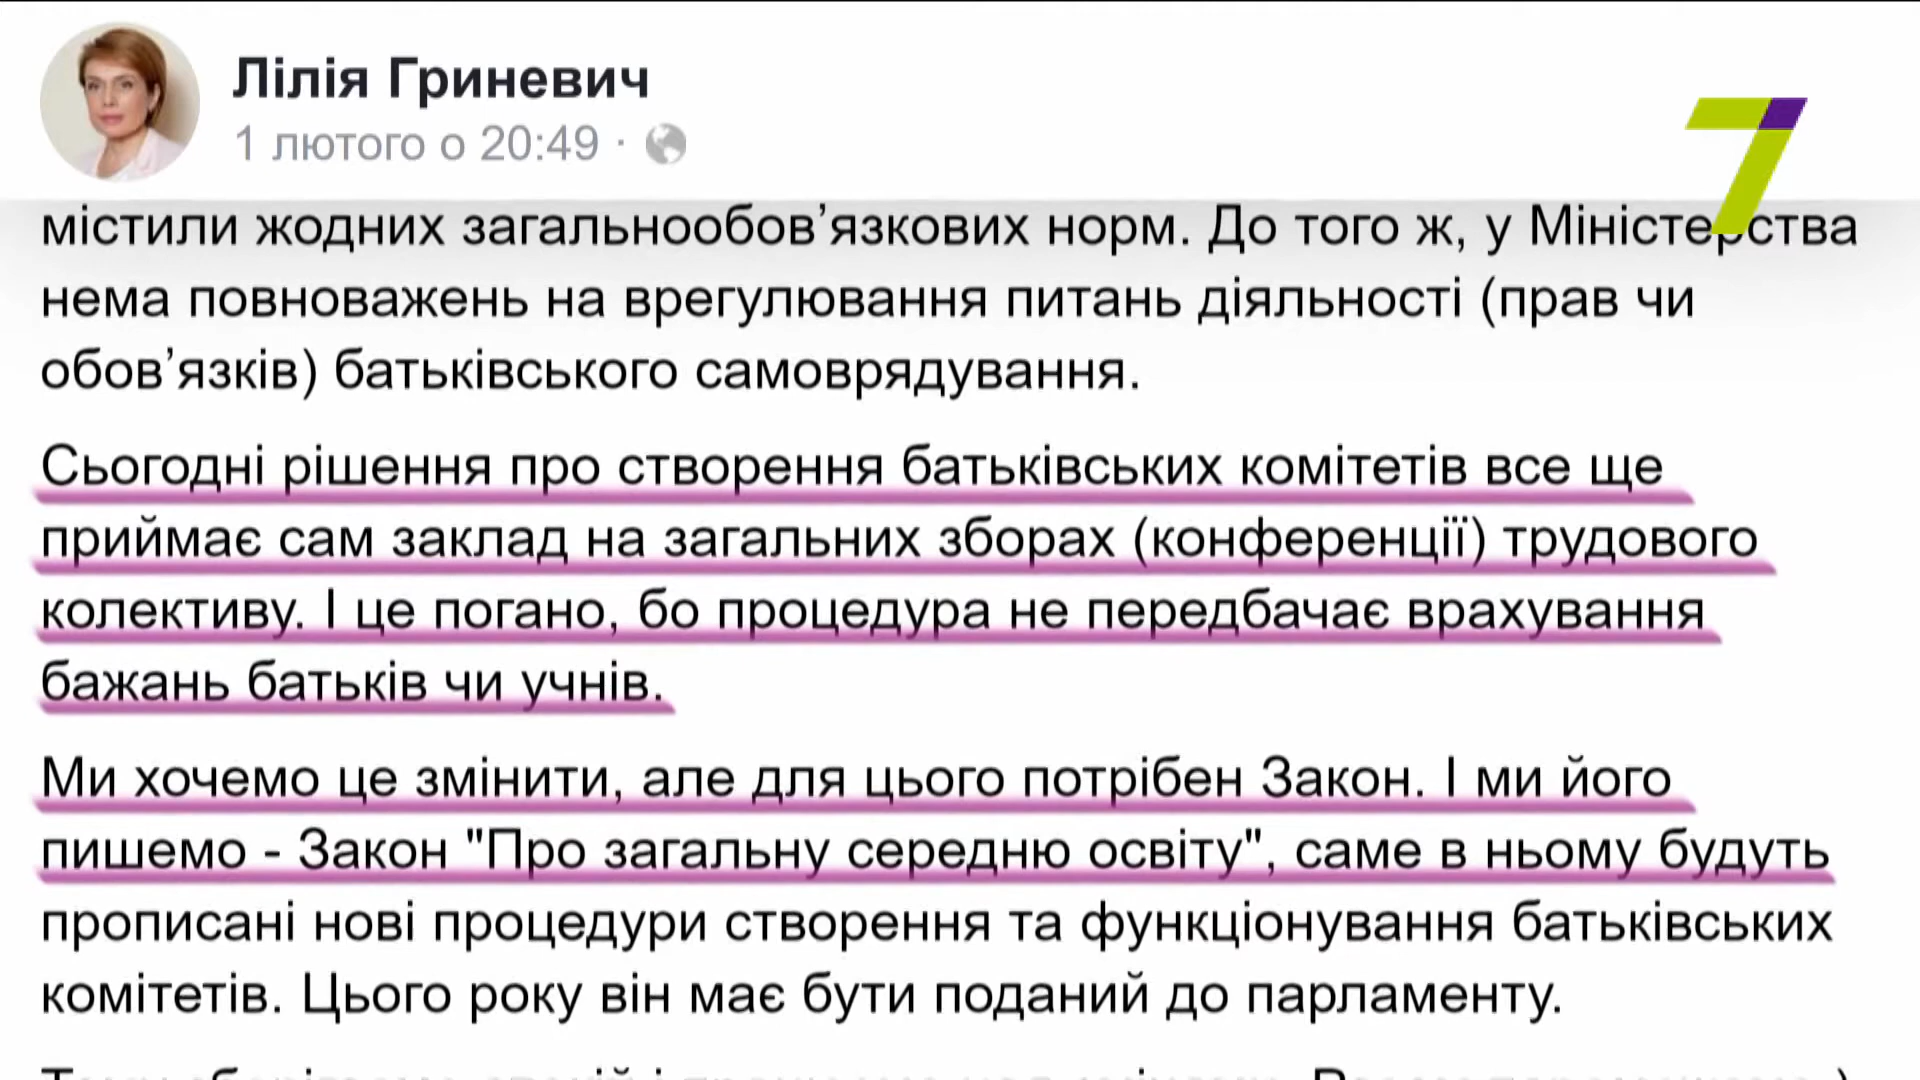 Лілія Гриневич
1 лютого о 20:49 ·
7
містили жодних загальнообов’язкових норм. До того ж, у Міністерства
нема повноважень на врегулювання питань діяльності (прав чи
обов’язків) батьківського самоврядування.
Сьогодні рішення про створення батьківських комітетів все ще
приймає сам заклад на загальних зборах (конференції) трудового
колективу. І це погано, бо процедура не передбачає врахування
бажань батьків чи учнів.
Ми хочемо це змінити, але для цього потрібен Закон. І ми його
пишемо - Закон "Про загальну середню освіту", саме в ньому будуть
прописані нові процедури створення та функціонування батьківських
комітетів. Цього року він має бути поданий до парламенту.